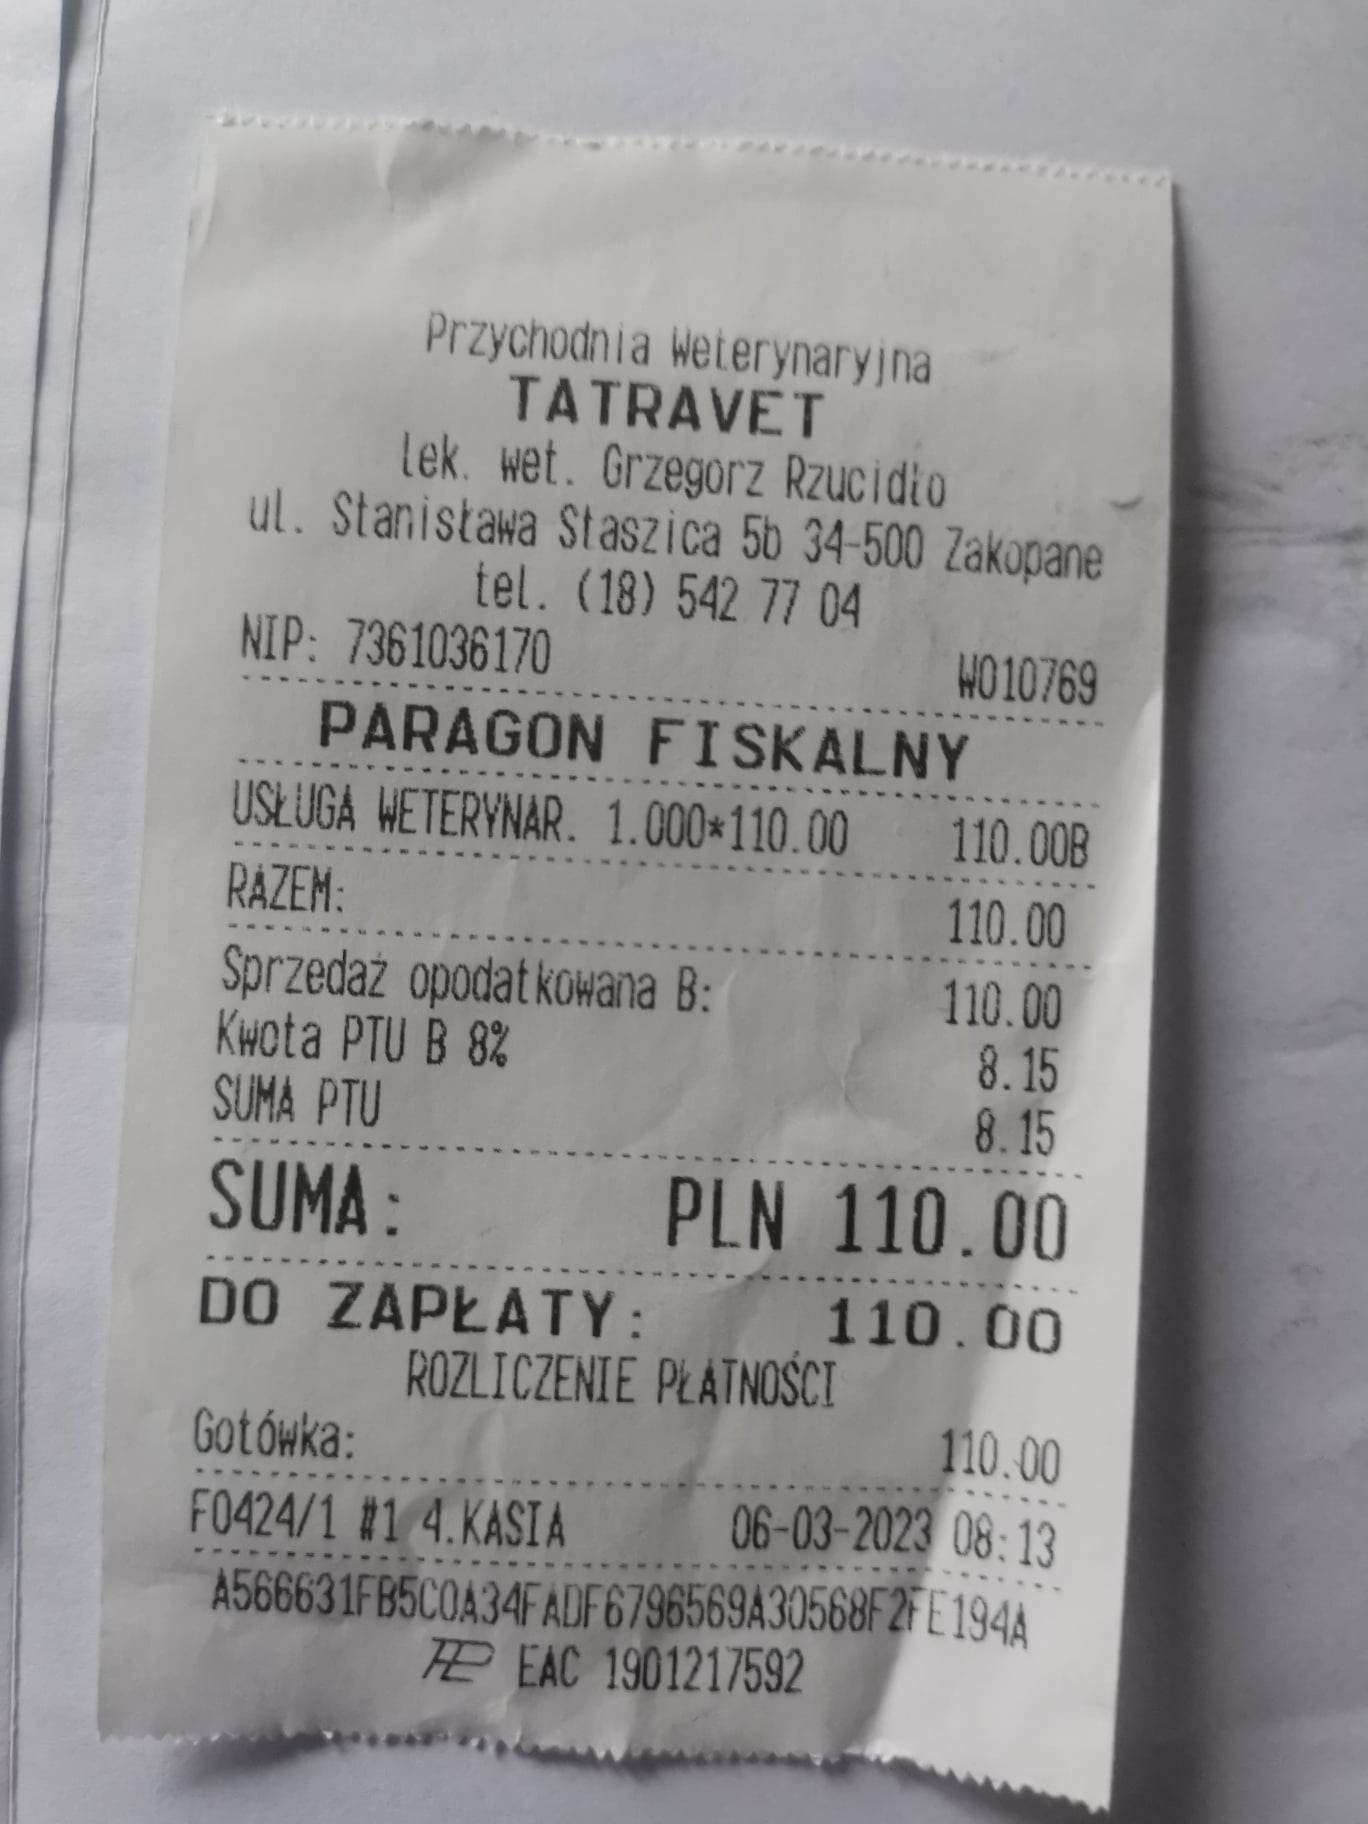 Przychodnia Weterynaryjna
TATRAVET
lek. wet. Grzegorz Rzucidło
ul. Stanisława Staszica 5b 34-500 Zakopane
tel. (18) 542 77 04
NIP: 7361036170 W010769
PARAGON FISKALNY
USŁUGA WETERYNAR. 1.000*110.00 110.00B
RAZEM: 110.00
Sprzedaż opodatkowana B: 110.00
Kwota PTU B 8% 8.15
SUMA PTU 8.15
SUMA: PLN 110.00
DO ZAPŁATY: 110.00
ROZLICZENIE PŁATNOŚCI
Gotówka: 110.00
F0424/1 #1 4.KASIA 06-03-2023 08:13
A566631FB5C0A34FADF6796569A30568F2FE194A
EAC 1901217592